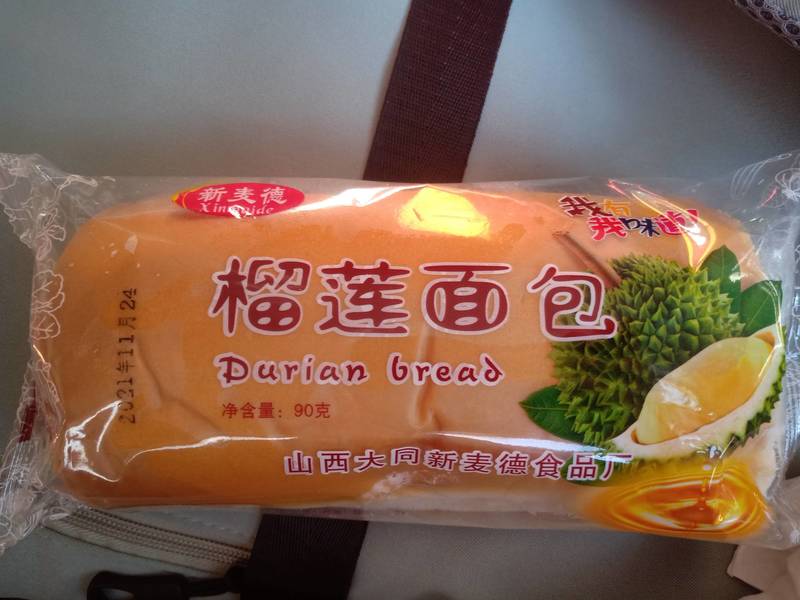 新麦德
我有
我味道!
榴莲面包
Durian bread
净含量：90克
山西大同新麦德食品厂
2021年11月24